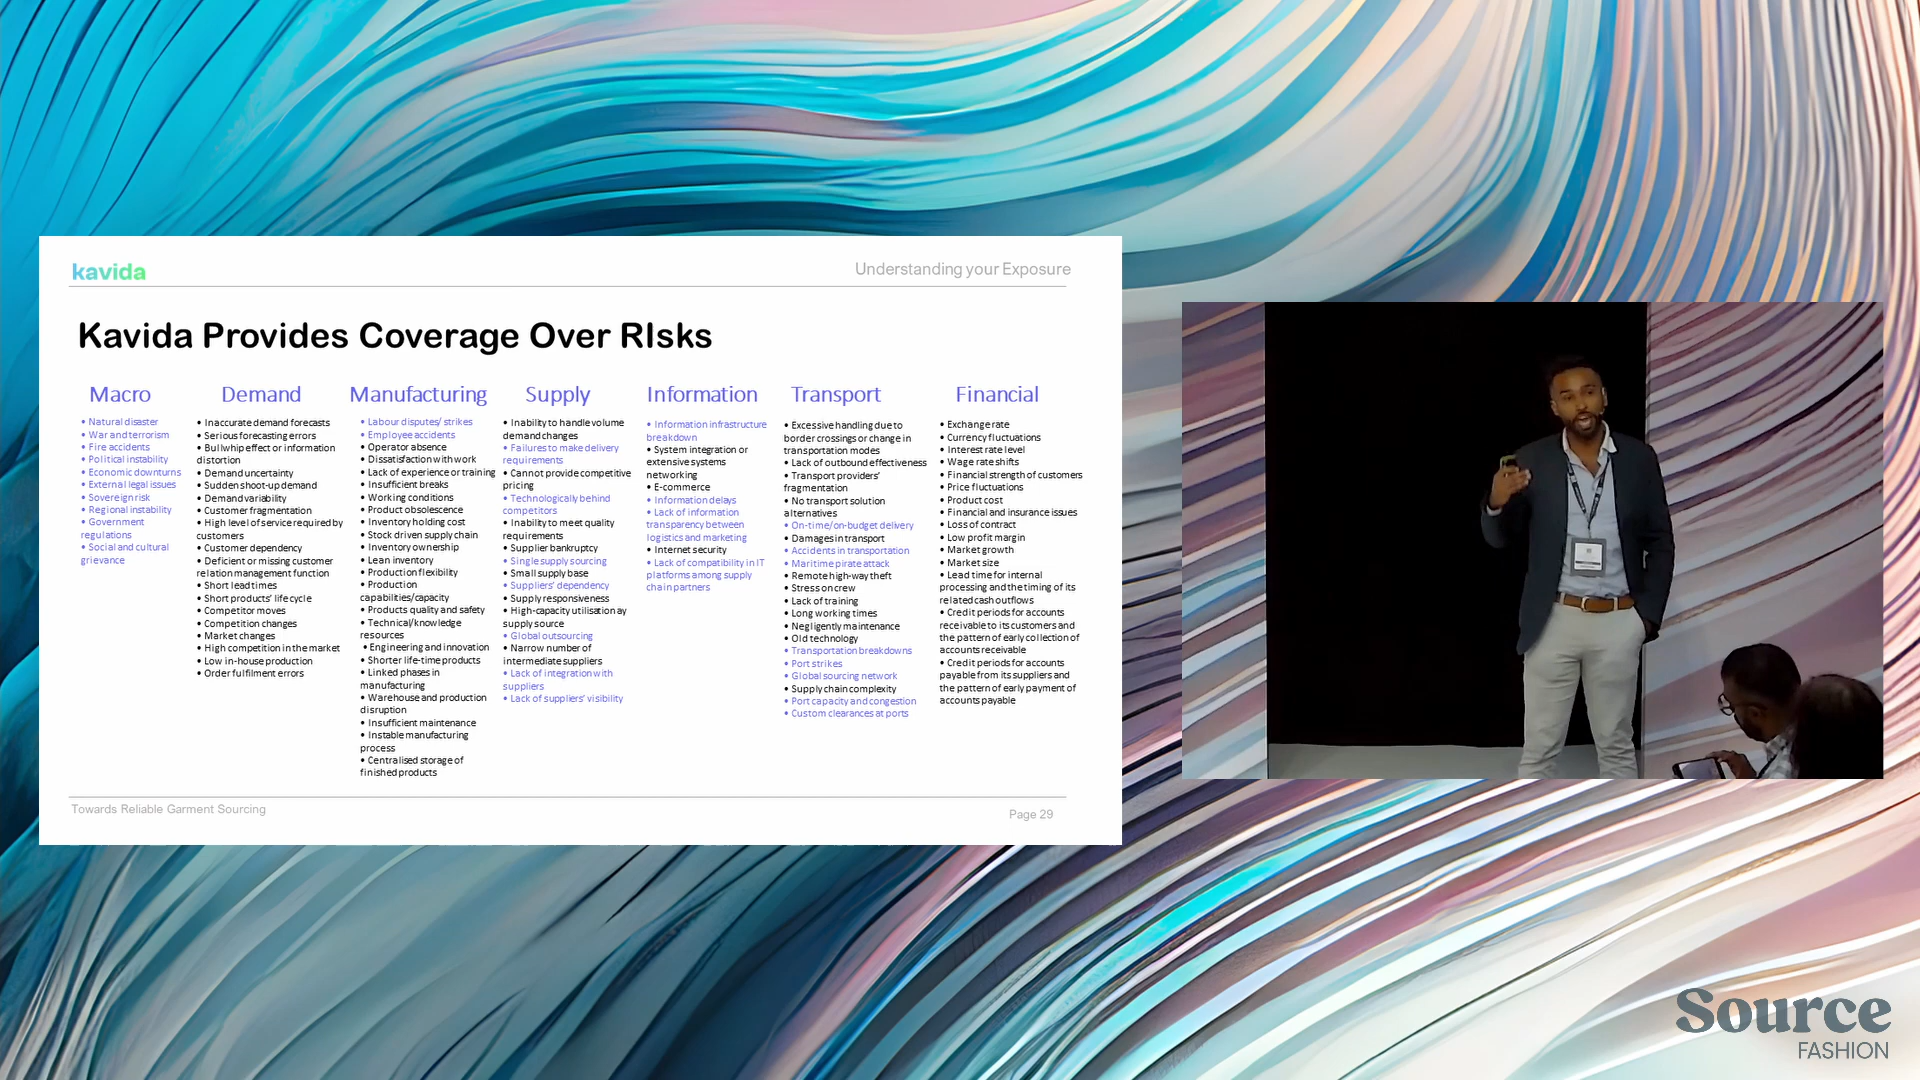 kavida
Understanding your Exposure
Kavida Provides Coverage Over RIsks
Macro
• Natural disaster
• War and terrorism
• Fire accidents
• Political instability
• Economic downturns
• External legal issues
• Sovereign risk
• Regional instability
• Government
regulations
• Social and cultural
grievance
Demand
• Inaccurate demand forecasts
• Serious forecasting errors
• Bullwhip effect or information
distortion
• Demand uncertainty
• Sudden shoot-up demand
• Demand variability
• Customer fragmentation
• High level of service required by
customers
• Customer dependency
• Deficient or missing customer
relation management function
• Short lead times
• Short products' life cycle
• Competitor moves
• Competition changes
• Market changes
• High competition in the market
• Low in-house production
• Order fulfilment errors
Manufacturing
• Labour disputes/ strikes
• Employee accidents
• Operator absence
• Dissatisfaction with work
• Lack of experience or training
• Insufficient breaks
• Working conditions
• Product obsolescence
• Inventory holding cost
• Stock driven supply chain
• Inventory ownership
• Lean inventory
• Production flexibility
• Production
capabilities/capacity
• Products quality and safety
• Technical/knowledge
resources
• Engineering and innovation
• Shorter life-time products
• Linked phases in
manufacturing
• Warehouse and production
disruption
• Insufficient maintenance
• Instable manufacturing
process
• Centralised storage of
finished products
Supply
• Inability to handle volume
demand changes
• Failures to make delivery
requirements
• Cannot provide competitive
pricing
• Technologically behind
competitors
• Inability to meet quality
requirements
• Supplier bankruptcy
• Single supply sourcing
• Small supply base
• Suppliers' dependency
• Supply responsiveness
• High-capacity utilisation ay
supply source
• Global outsourcing
• Narrow number of
intermediate suppliers
• Lack of integration with
suppliers
• Lack of suppliers' visibility
Information
• Information infrastructure
breakdown
• System integration or
extensive systems
networking
• E-commerce
• Information delays
• Lack of information
transparency between
logistics and marketing
• Internet security
• Lack of compatibility in IT
platforms among supply
chain partners
Transport
• Excessive handling due to
border crossings or change in
transportation modes
• Lack of outbound effectiveness
• Transport providers'
fragmentation
• No transport solution
alternatives
• On-time/on-budget delivery
• Damages in transport
• Accidents in transportation
• Maritime pirate attack
• Remote high-way theft
• Stress on crew
• Lack of training
• Long working times
• Negligently maintenance
• Old technology
• Transportation breakdowns
• Port strikes
• Global sourcing network
• Supply chain complexity
• Port capacity and congestion
• Custom clearances at ports
Financial
• Exchange rate
• Currency fluctuations
• Interest rate level
• Wage rate shifts
• Financial strength of customers
• Price fluctuations
• Product cost
• Financial and insurance issues
• Loss of contract
• Low profit margin
• Market growth
• Market size
• Lead time for internal
processing and the timing of its
related cash outflows
• Credit periods for accounts
receivable to its customers and
the pattern of early collection of
accounts receivable
• Credit periods for accounts
payable from its suppliers and
the pattern of early payment of
accounts payable
Towards Reliable Garment Sourcing
Page 29
Source
FASHION